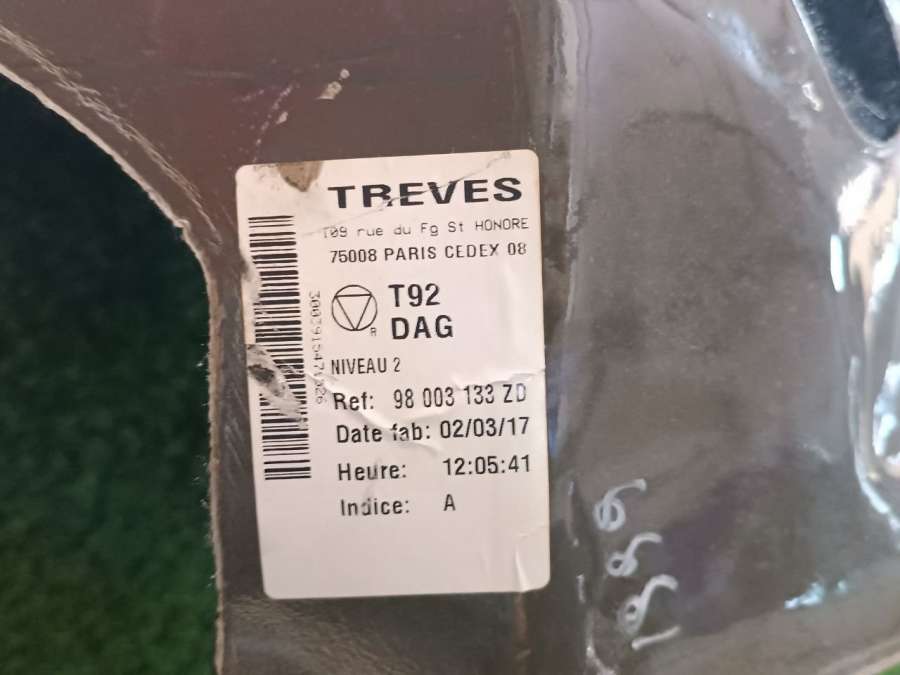 TREVES
109 rue du Fg St HONORE
75008 PARIS CEDEX 08
T92
R
DAG
NIVEAU 2
Ref: 98 003 133 ZD
Date fab: 02/03/17
Heure: 12:05:41
Indice: A